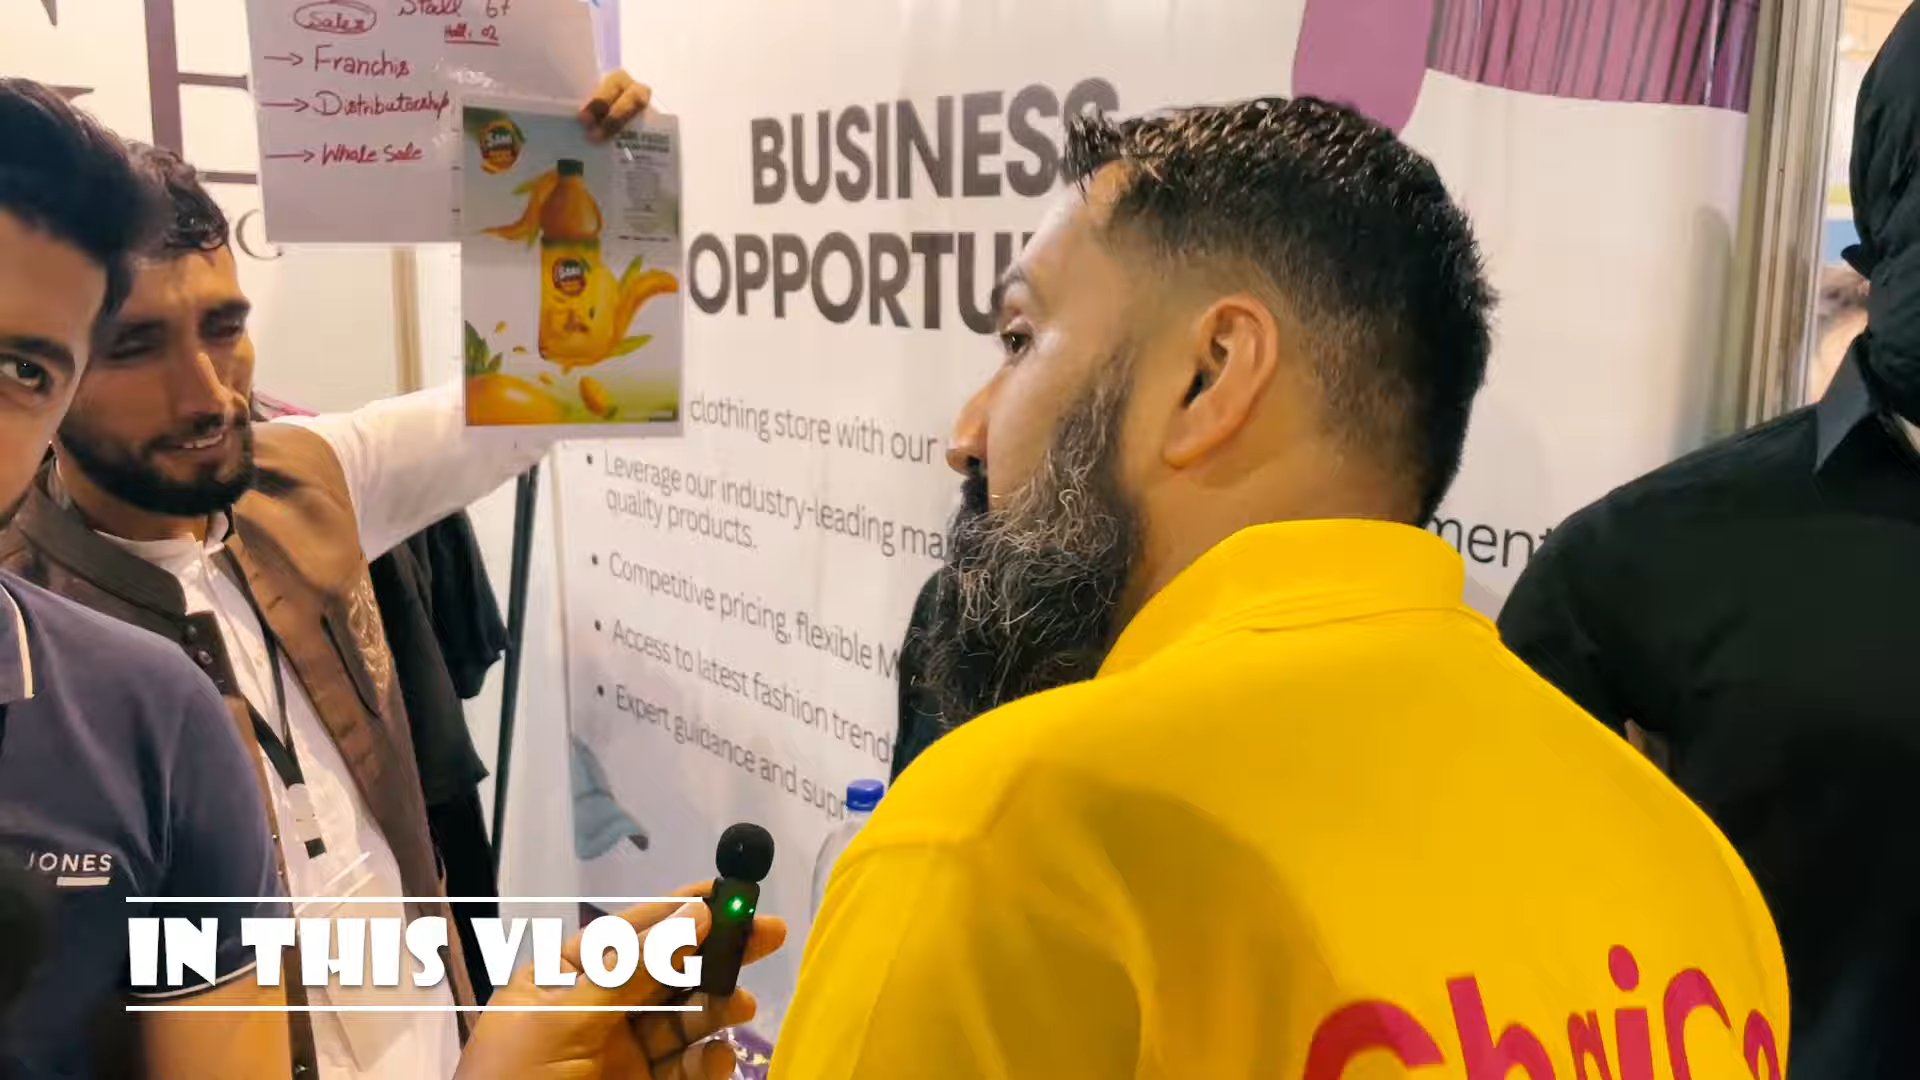 Sales
Stall 67
Hall. 02
→ Franchis
→ Distributorship
→ Whole Sale
BUSINESS
OPPORTU
clothing store with our
• Leverage our industry-leading ma
quality products.
• Competitive pricing, flexible M
• Access to latest fashion trend
• Expert guidance and supp
ment
JONES
IN THIS VLOG
ChriCo